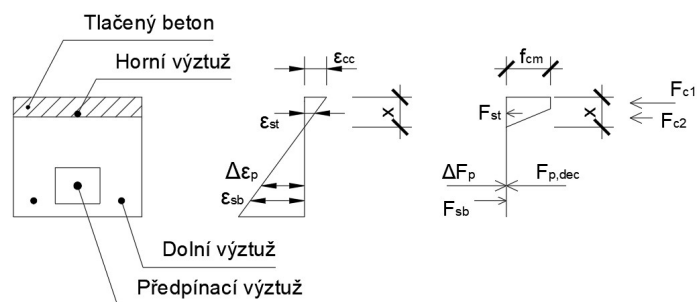 Tlačený beton
Horní výztuž
εcc
εst
x
Δεp
εsb
fcm
Fst
x
Fc1
Fc2
ΔFp
Fp,dec
Fsb
Dolní výztuž
Předpínací výztuž